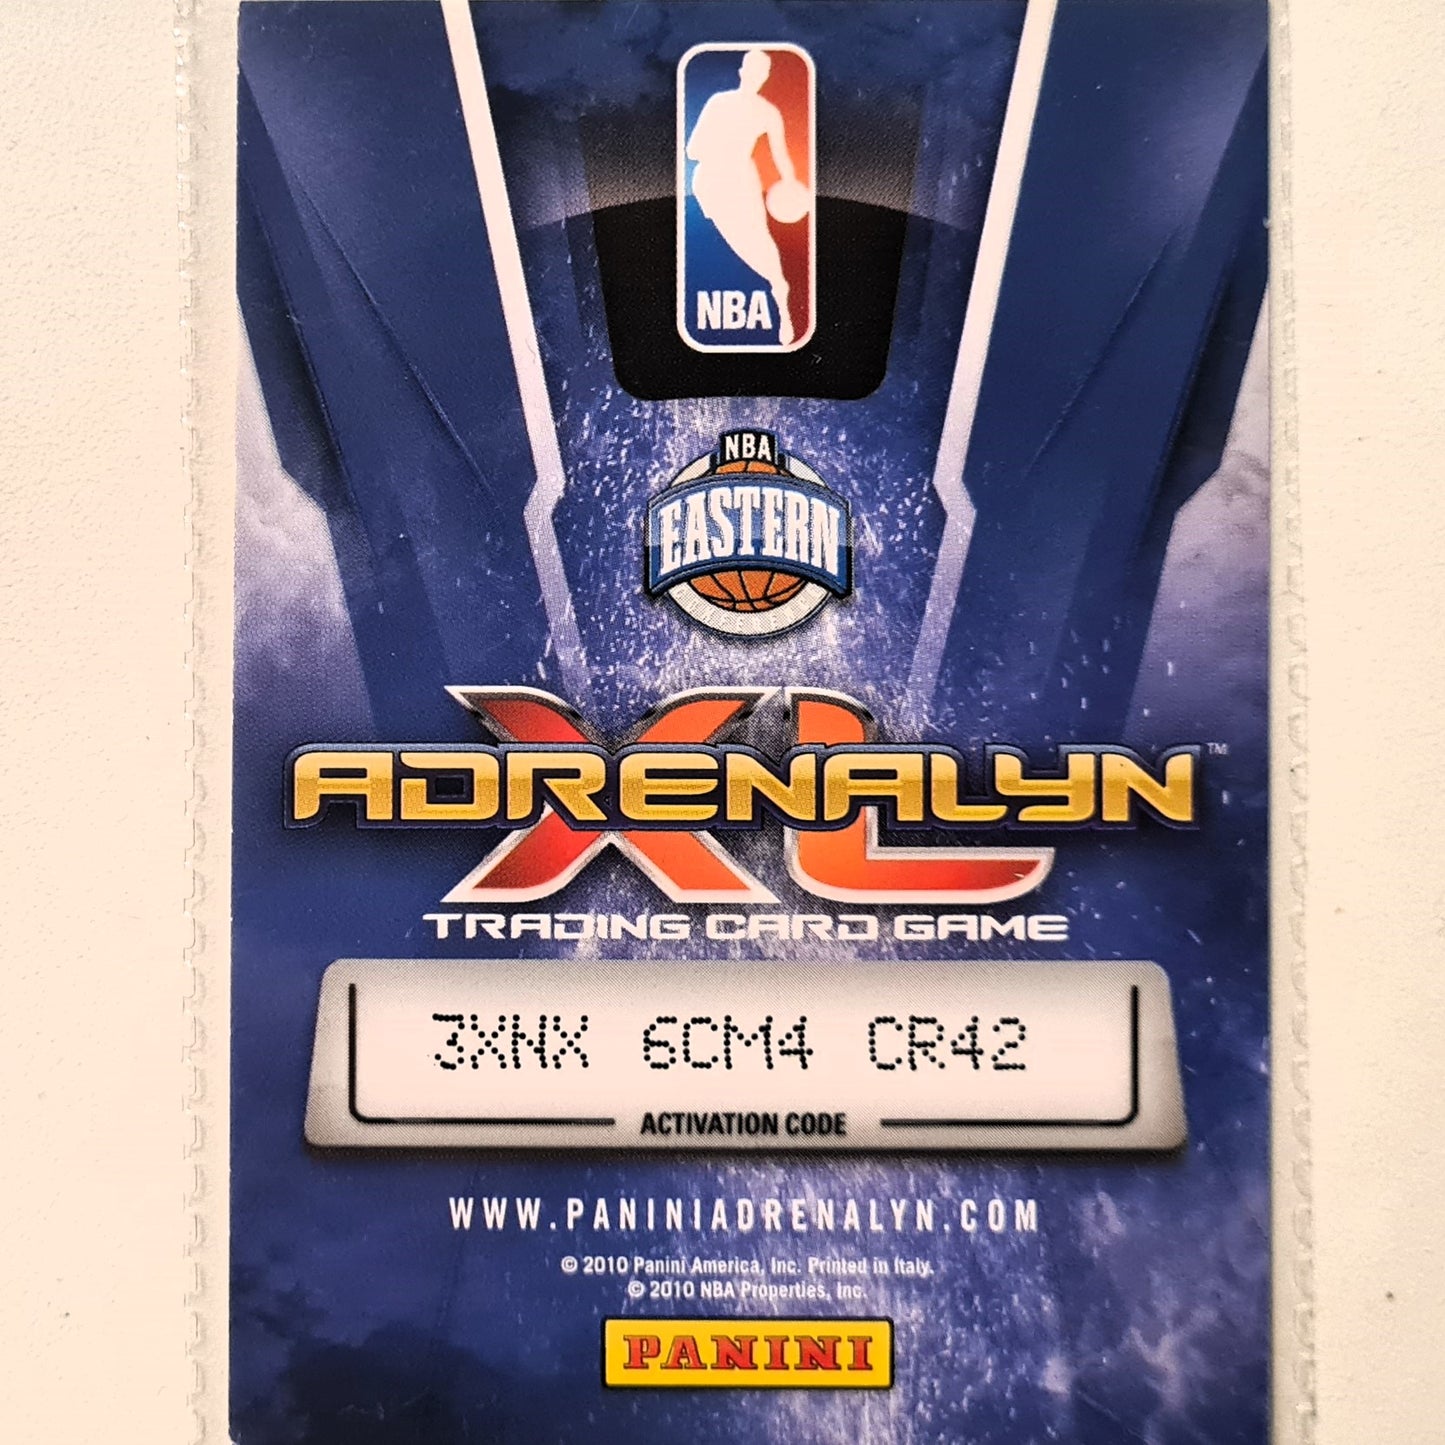 NBA
NBA
EASTERN
XL
ADRENALYN™
TRADING CARD GAME
3XNX 6CM4 CR42
ACTIVATION CODE
WWW.PANINIADRENALYN.COM
© 2010 Panini America, Inc. Printed in Italy.
© 2010 NBA Properties, Inc.
PANINI